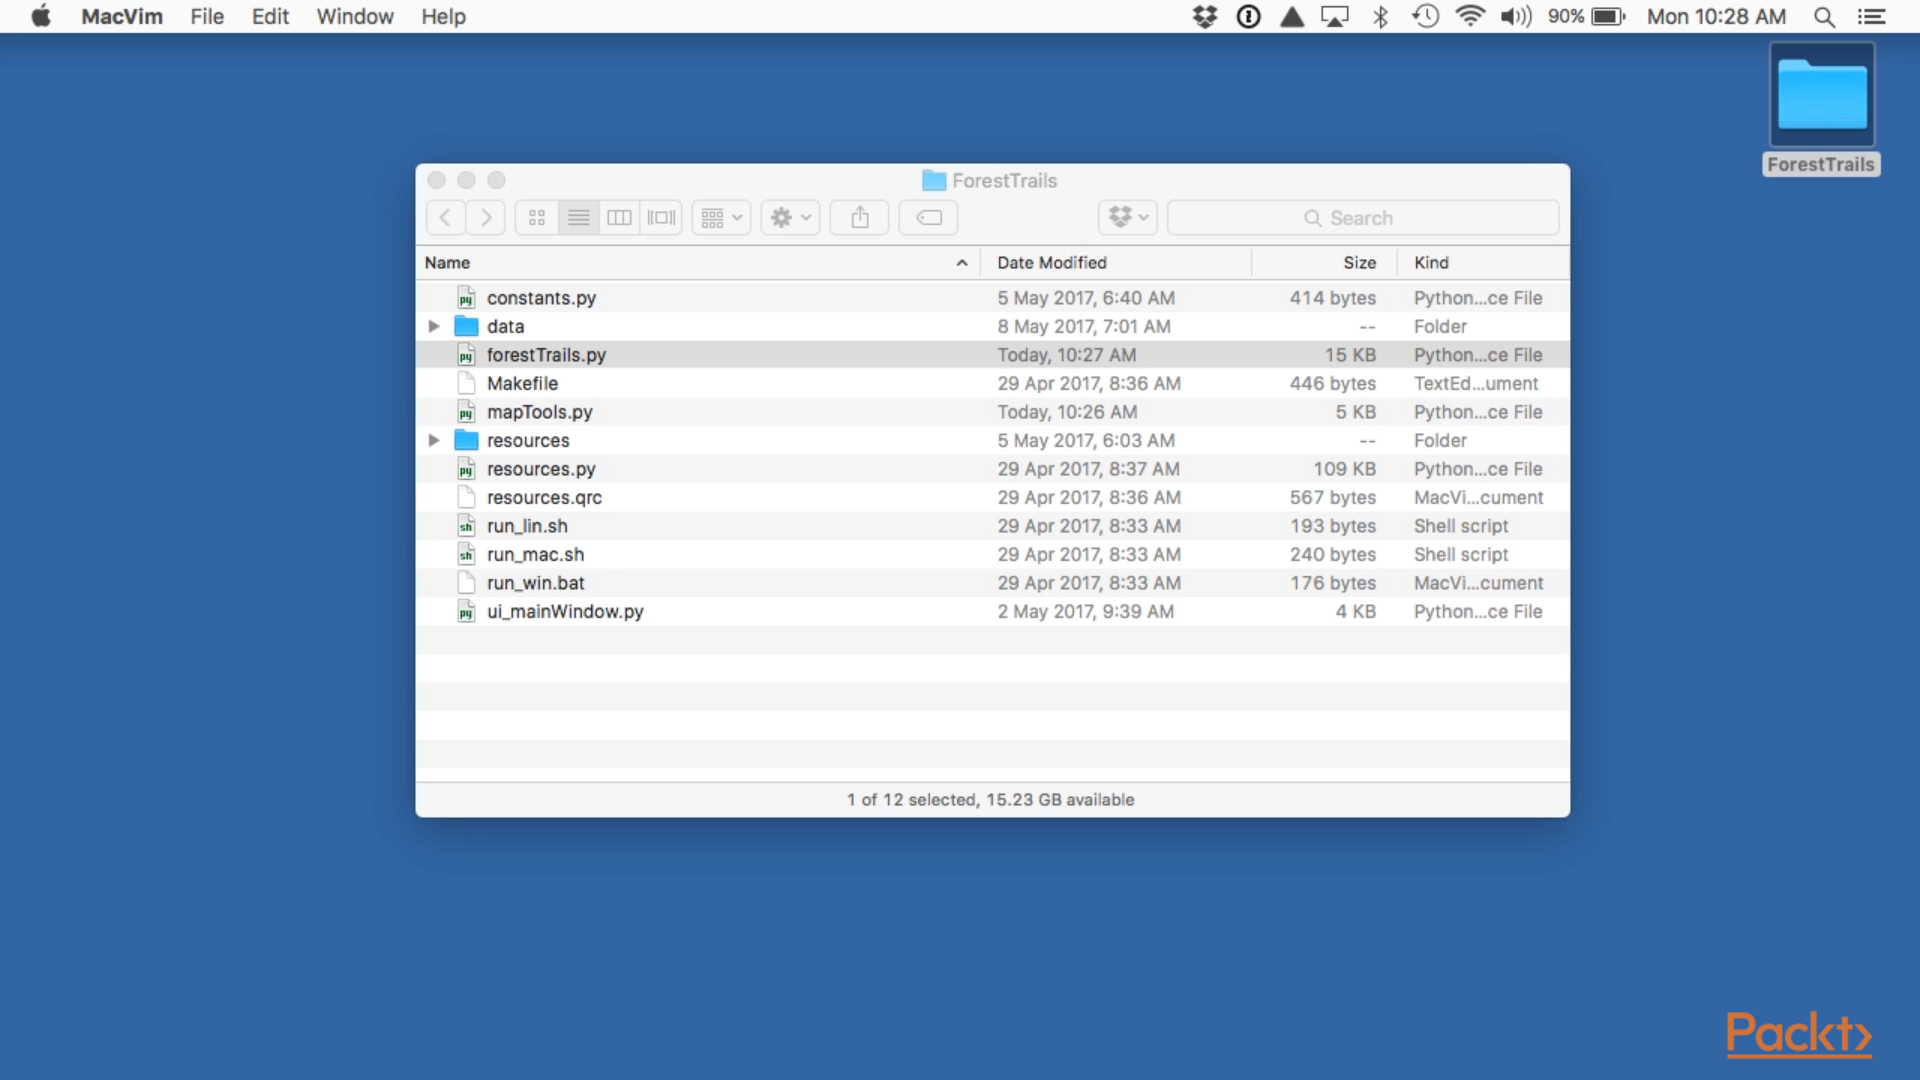 MacVim File Edit Window Help 90% Mon 10:28 AM
ForestTrails
ForestTrails
Search
Name Date Modified Size Kind
constants.py 5 May 2017, 6:40 AM 414 bytes Python...ce File
data 8 May 2017, 7:01 AM -- Folder
forestTrails.py Today, 10:27 AM 15 KB Python...ce File
Makefile 29 Apr 2017, 8:36 AM 446 bytes TextEd...ument
mapTools.py Today, 10:26 AM 5 KB Python...ce File
resources 5 May 2017, 6:03 AM -- Folder
resources.py 29 Apr 2017, 8:37 AM 109 KB Python...ce File
resources.qrc 29 Apr 2017, 8:36 AM 567 bytes MacVi...cument
run_lin.sh 29 Apr 2017, 8:33 AM 193 bytes Shell script
run_mac.sh 29 Apr 2017, 8:33 AM 240 bytes Shell script
run_win.bat 29 Apr 2017, 8:33 AM 176 bytes MacVi...cument
ui_mainWindow.py 2 May 2017, 9:39 AM 4 KB Python...ce File
1 of 12 selected, 15.23 GB available
Packt>